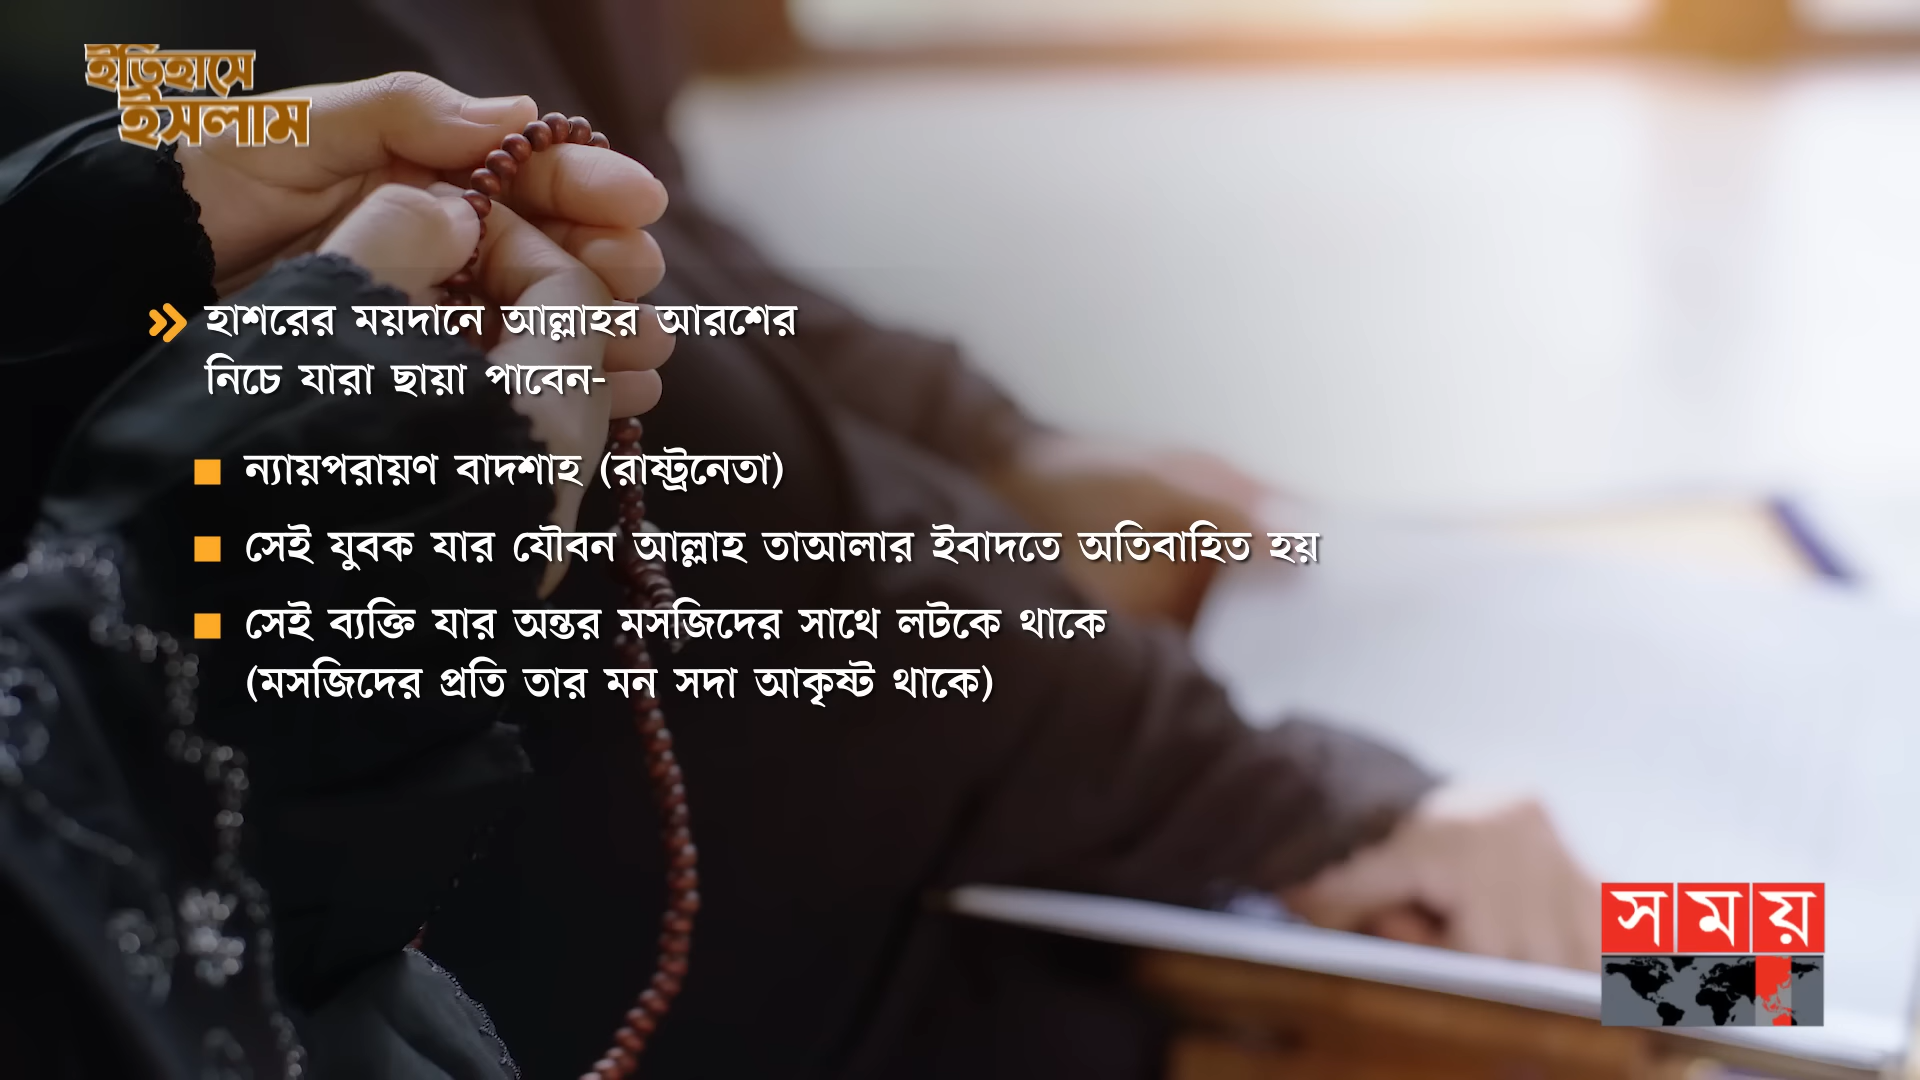 ইতিহাসে
ইসলাম
হাশরের ময়দানে আল্লাহর আরশের
নিচে যারা ছায়া পাবেন-
ন্যায়পরায়ণ বাদশাহ (রাষ্ট্রনেতা)
সেই যুবক যার যৌবন আল্লাহ তাআলার ইবাদতে অতিবাহিত হয়
সেই ব্যক্তি যার অন্তর মসজিদের সাথে লটকে থাকে
(মসজিদের প্রতি তার মন সদা আকৃষ্ট থাকে)
সময়